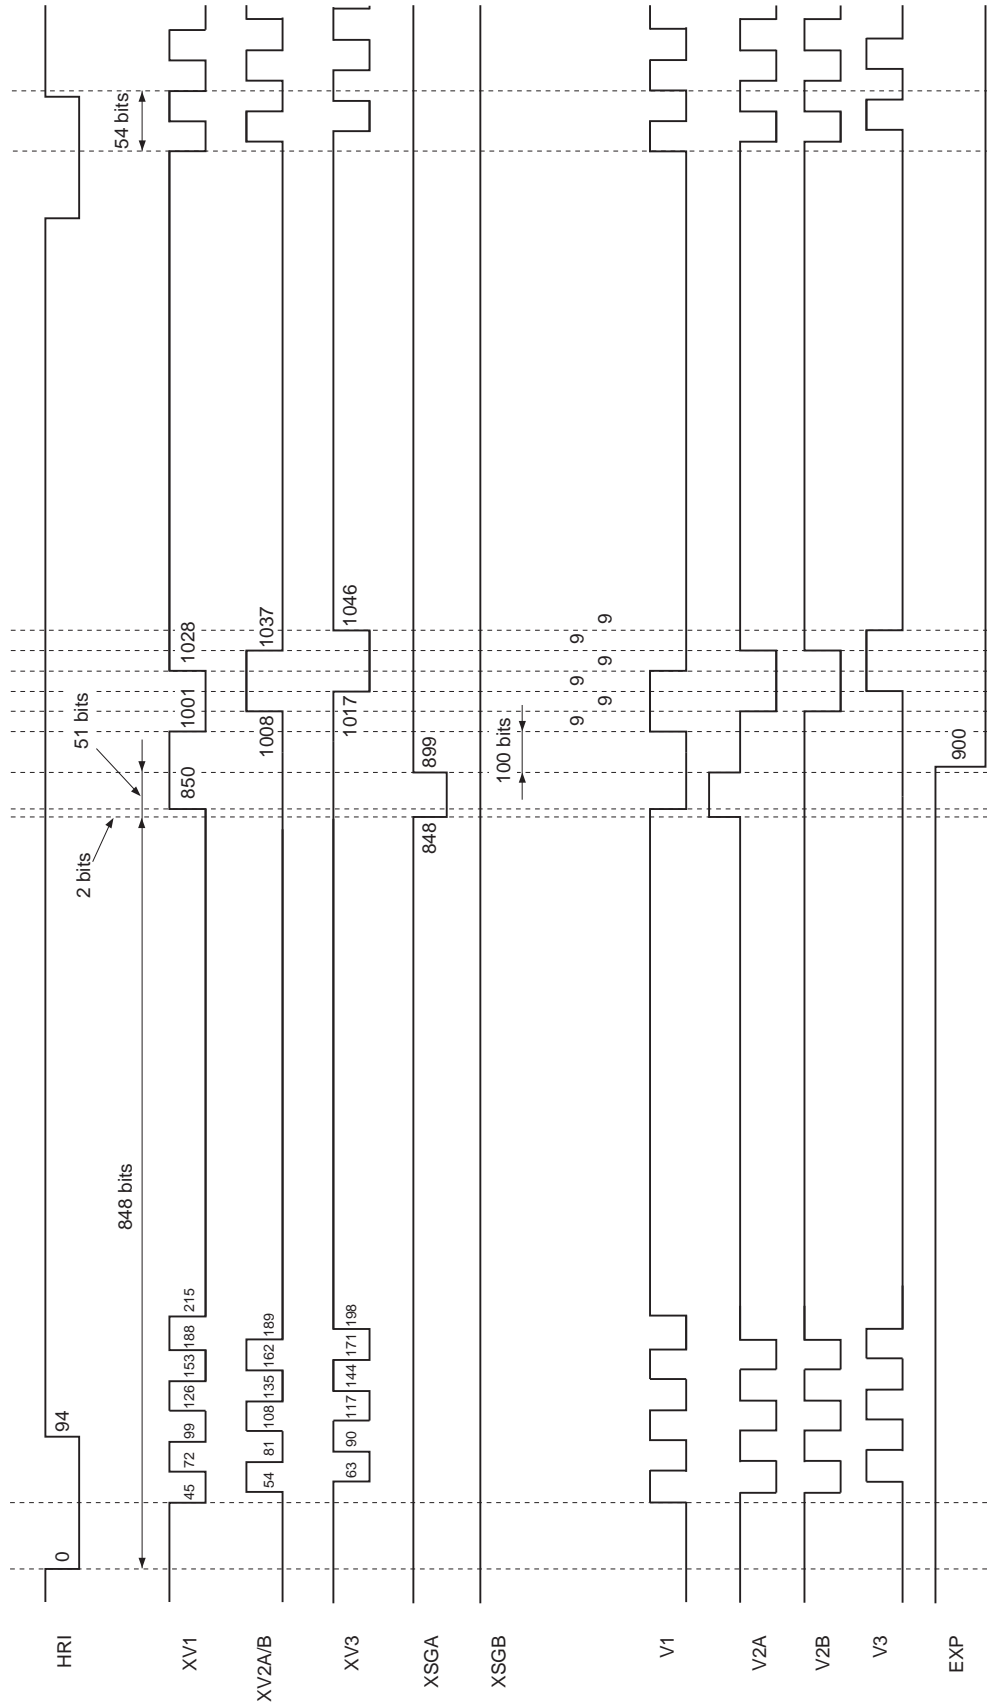 HRI
0
94
848 bits
2 bits
51 bits
54 bits
XV1
45
72
99
126
153
188
215
850
1001
1028
XV2A/B
54
81
108
135
162
189
1008
1037
XV3
63
90
117
144
171
198
1017
1046
XSGA
848
899
XSGB
100 bits
9
9
9
9
9
9
V1
V2A
V2B
V3
EXP
900